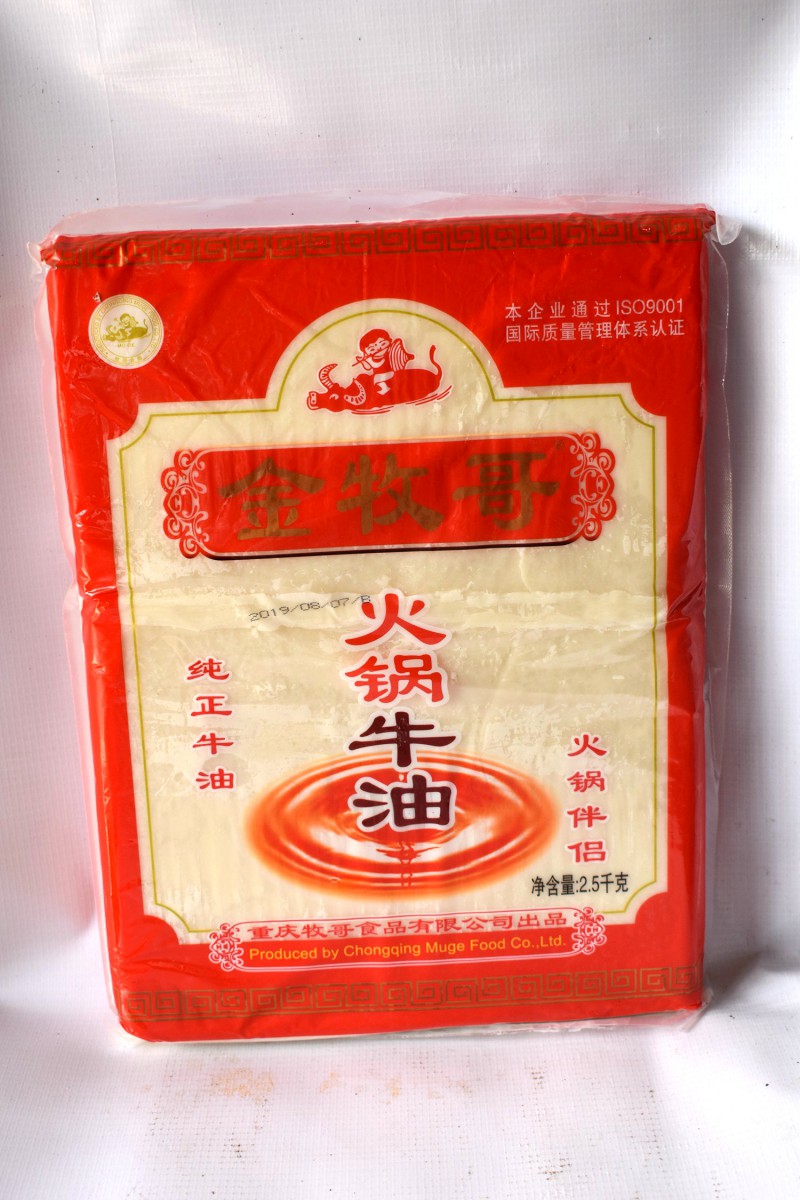 本企业通过ISO9001
国际质量管理体系认证
金牧哥
2019/08/07/B
火锅牛油
纯正牛油
火锅伴侣
净含量:2.5千克
重庆牧哥食品有限公司出品
Produced by Chongqing Muge Food Co.,Ltd.